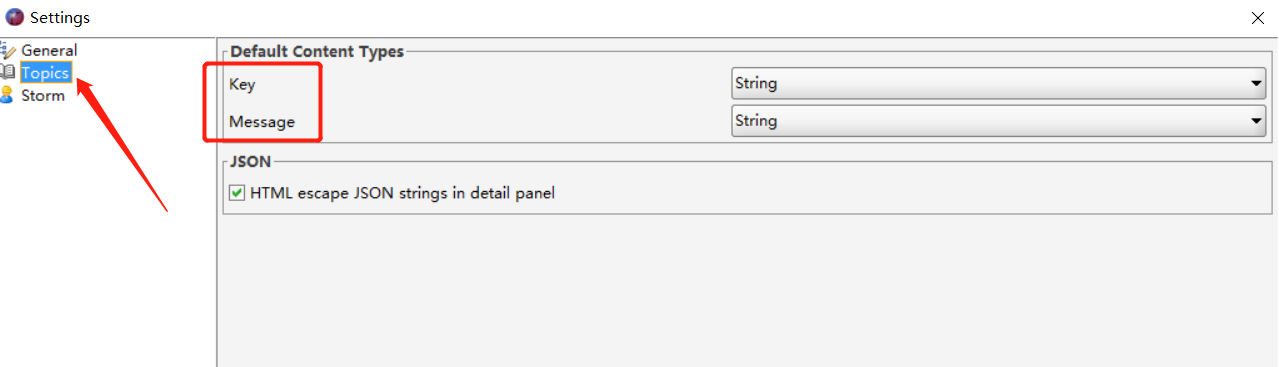 Settings
General
Topics
Storm
Default Content Types
Key
String
Message
String
JSON
HTML escape JSON strings in detail panel